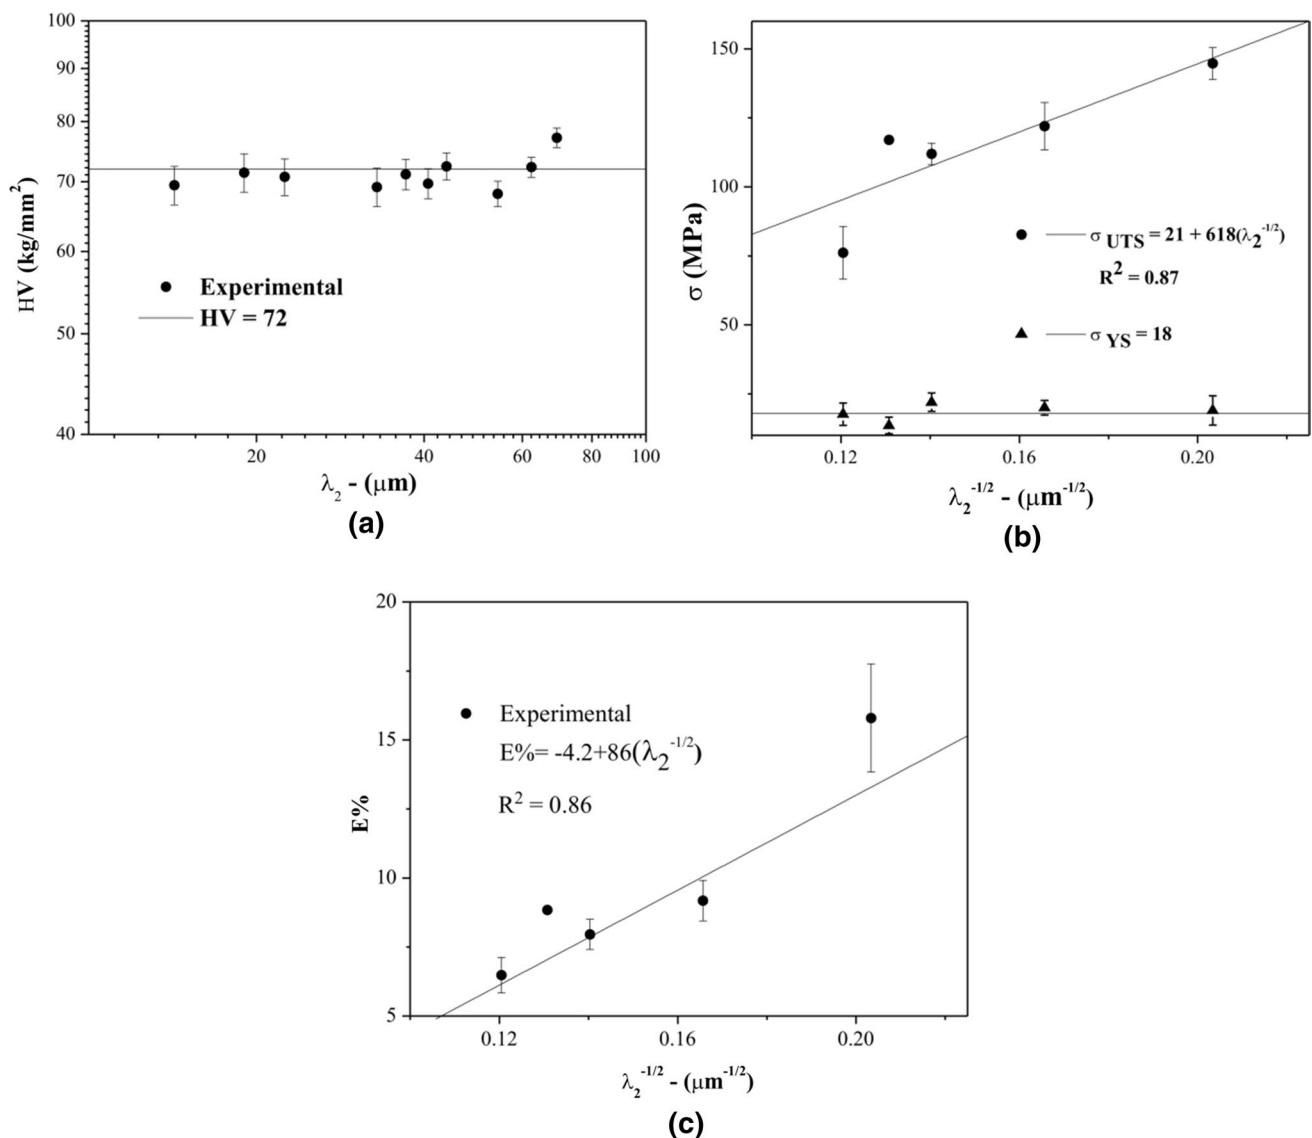 100
90
80
70
60
50
40
HV (kg/mm²)
Experimental
HV = 72
20 40 60 80 100
λ₂ - (μm)
(a)
150
100
50
σ (MPa)
σ UTS = 21 + 618(λ₂⁻¹/²)
R² = 0.87
σ YS = 18
0.12 0.16 0.20
λ₂⁻¹/² - (μm⁻¹/²)
(b)
20
15
10
5
E%
Experimental
E%= -4.2+86(λ₂⁻¹/²)
R² = 0.86
0.12 0.16 0.20
λ₂⁻¹/² - (μm⁻¹/²)
(c)